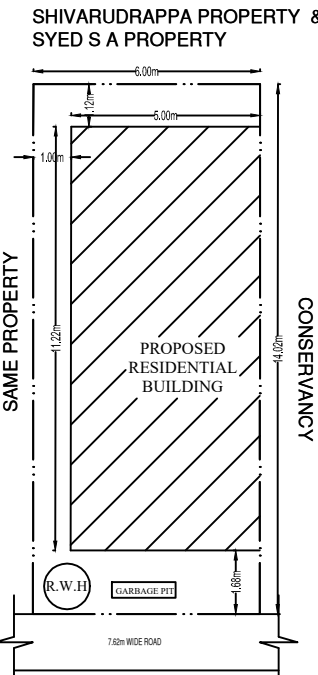 SHIVARUDRAPPA PROPERTY &
SYED S A PROPERTY
6.00m
.12m
5.00m
1.00m
SAME PROPERTY
11.22m
PROPOSED
RESIDENTIAL
BUILDING
14.02m
CONSERVANCY
R.W.H
GARBAGE PIT
1.68m
7.62m WIDE ROAD